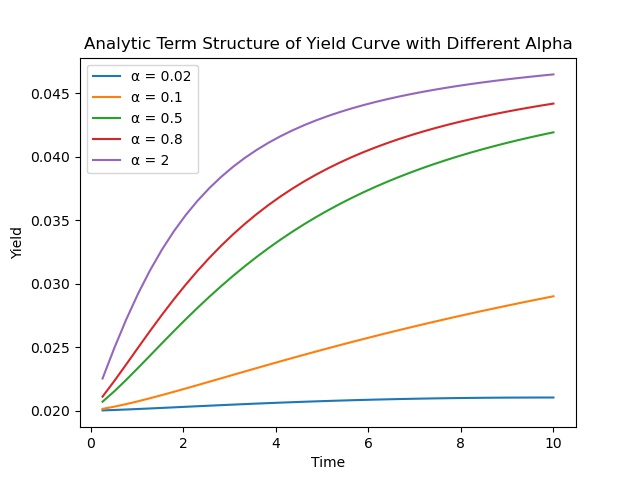 Analytic Term Structure of Yield Curve with Different Alpha
α = 0.02
α = 0.1
α = 0.5
α = 0.8
α = 2
0.045
0.040
0.035
0.030
0.025
0.020
Yield
0 2 4 6 8 10
Time